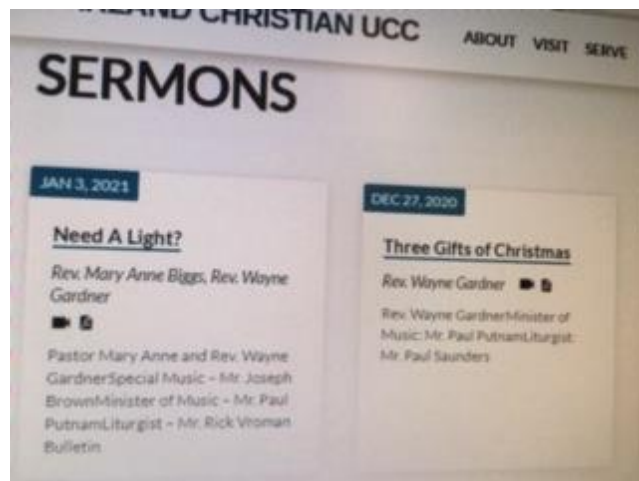 CHRISTIAN UCC
ABOUT VISIT SERVE
SERMONS
JAN 3, 2021
Need A Light?
Rev. Mary Anne Biggs, Rev. Wayne
Gardner
Pastor Mary Anne and Rev. Wayne
GardnerSpecial Music – Mr. Joseph
BrownMinister of Music – Mr. Paul
PutnamLiturgist – Mr. Rick Vroman
Bulletin
DEC 27, 2020
Three Gifts of Christmas
Rev. Wayne Gardner
Rev. Wayne GardnerMinister of
Music: Mr. Paul PutnamLiturgist:
Mr. Paul Saunders